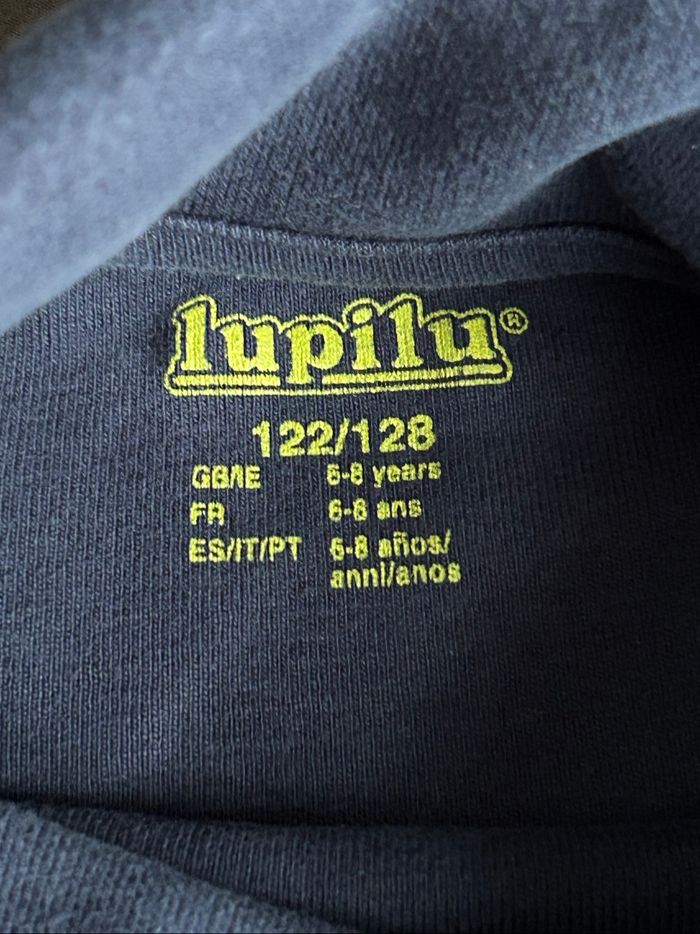 lupilu®
122/128
GB/IE 6-8 years
FR 6-8 ans
ES/IT/PT 6-8 años/
anni/anos